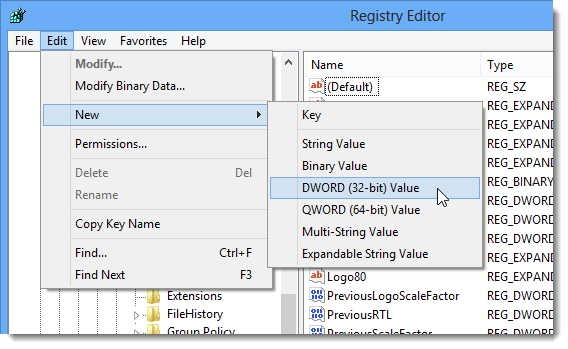 Registry Editor
File Edit View Favorites Help
Modify...
Modify Binary Data...
New
Permissions...
Delete Del
Rename
Copy Key Name
Find... Ctrl+F
Find Next F3
Key
String Value
Binary Value
DWORD (32-bit) Value
QWORD (64-bit) Value
Multi-String Value
Expandable String Value
Extensions
FileHistory
Group Policy
Name Type
(Default) REG_SZ
REG_EXPAND
REG_EXPAND
REG_EXPAND
REG_EXPAND
REG_BINARY
REG_DWORD
REG_DWORD
REG_EXPAND
REG_EXPAND
REG_EXPAND
Logo80 REG_EXPAND
PreviousLogoScaleFactor REG_DWORD
PreviousRTL REG_DWORD
PreviousScaleFactor REG_DWORD